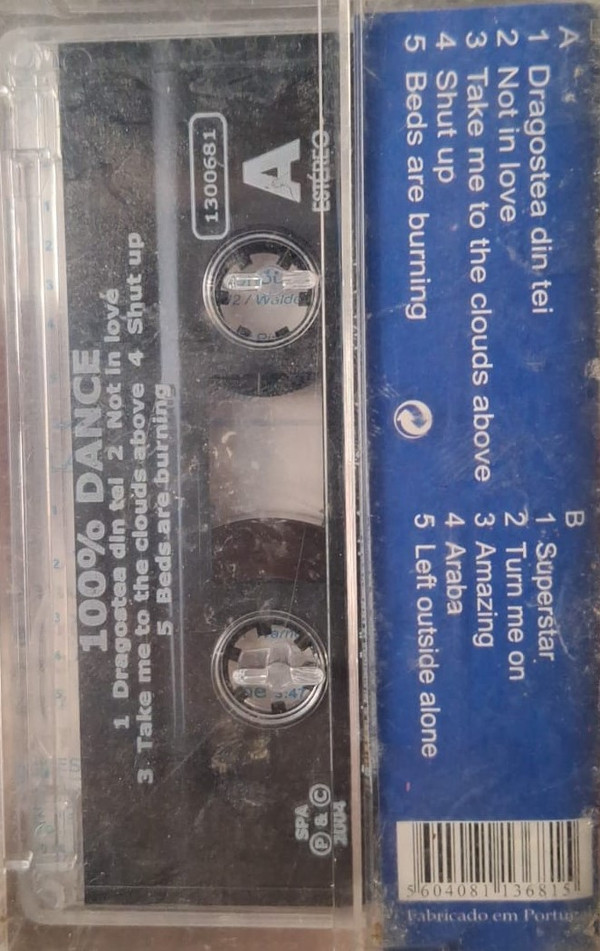 A
1 Dragostea din tei
2 Not in love
3 Take me to the clouds above
4 Shut up
5 Beds are burning
B
1 Superstar
2 Turn me on
3 Amazing
4 Araba
5 Left outside alone
5 604081 136815
Fabricado em
1300681
A
ESTÉREO
100% DANCE
1 Dragostea din tei 2 Not in love
3 Take me to the clouds above 4 Shut up
5 Beds are burning
SPA
Ⓟ & ©
2004